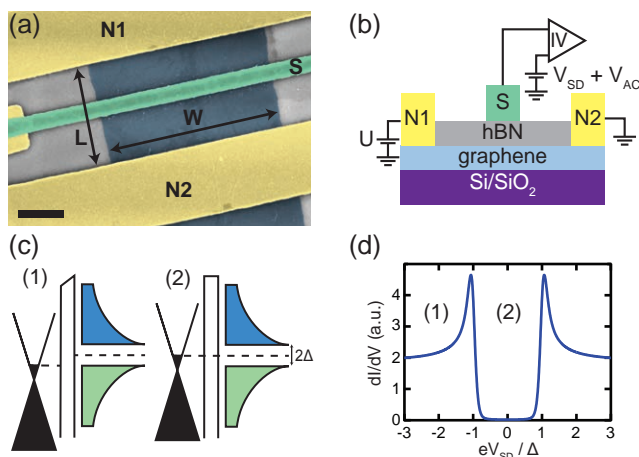 (a)
N1
S
W
L
N2
(b)
IV
V_SD + V_AC
S
N1
N2
U
hBN
graphene
Si/SiO₂
(c)
(1)
(2)
2Δ
(d)
dI/dV (a.u.)
4
3
2
1
0
(1)
(2)
-3 -2 -1 0 1 2 3
eV_SD / Δ